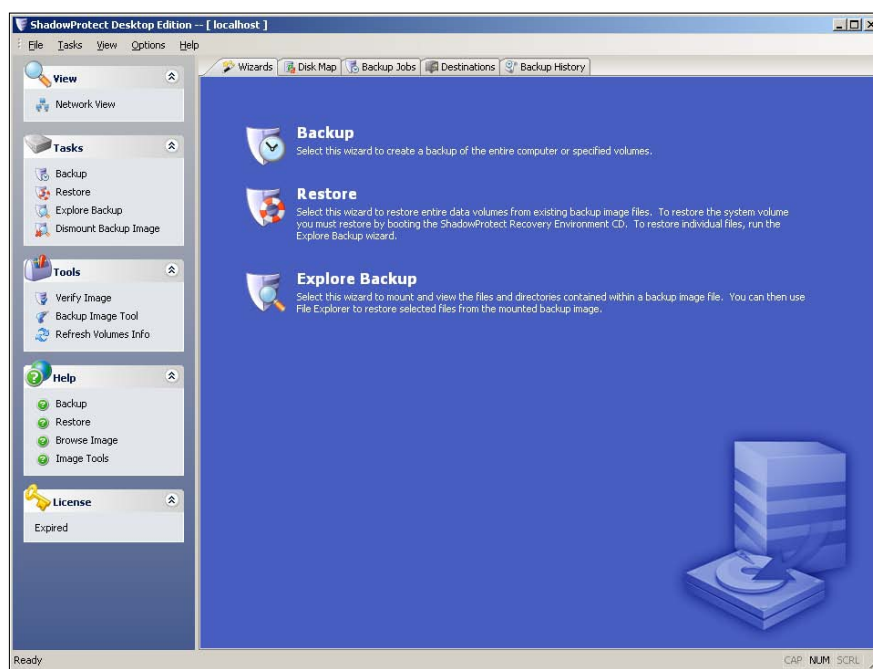 ShadowProtect Desktop Edition -- [ localhost ]
File Tasks View Options Help
View
Network View
Tasks
Backup
Restore
Explore Backup
Dismount Backup Image
Tools
Verify Image
Backup Image Tool
Refresh Volumes Info
Help
Backup
Restore
Browse Image
Image Tools
License
Expired
Wizards Disk Map Backup Jobs Destinations Backup History
Backup
Select this wizard to create a backup of the entire computer or specified volumes.
Restore
Select this wizard to restore entire data volumes from existing backup image files. To restore the system volume
you must restore by booting the ShadowProtect Recovery Environment CD. To restore individual files, run the
Explore Backup wizard.
Explore Backup
Select this wizard to mount and view the files and directories contained within a backup image file. You can then use
File Explorer to restore selected files from the mounted backup image.
Ready
CAP NUM SCRL